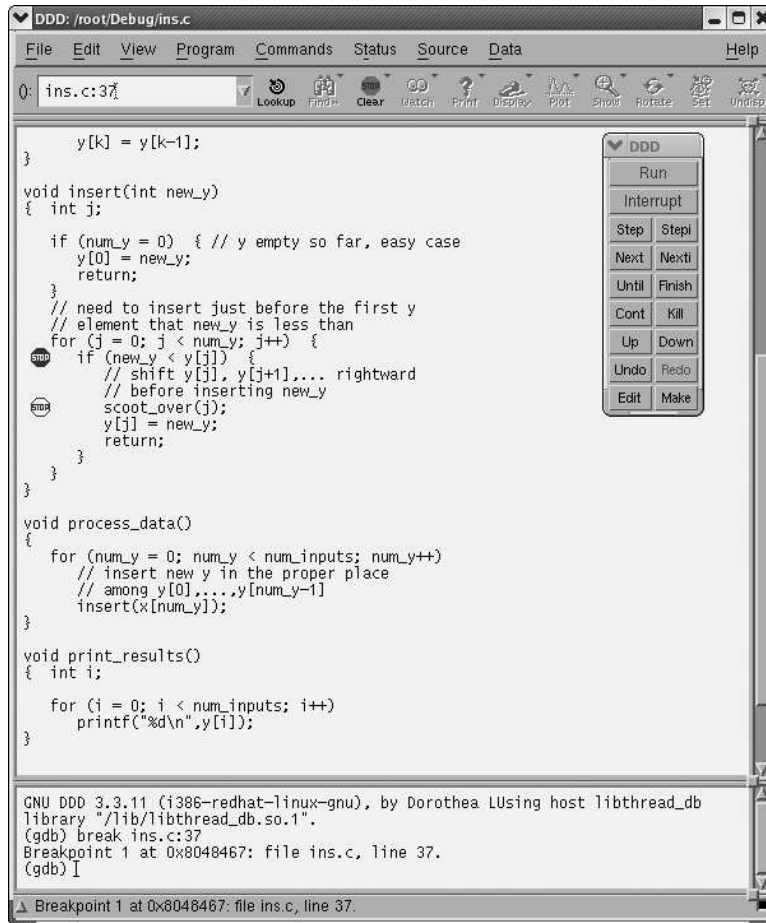 DDD: /root/Debug/ins.c
File Edit View Program Commands Status Source Data Help
(): ins.c:37
Lookup Find» Clear Watch Print Display Plot Show Rotate Set Undisp
y[k] = y[k-1];
}
void insert(int new_y)
{ int j;
if (num_y = 0) { // y empty so far, easy case
y[0] = new_y;
return;
}
// need to insert just before the first y
// element that new_y is less than
for (j = 0; j < num_y; j++) {
STOP if (new_y < y[j]) {
// shift y[j], y[j+1],... rightward
// before inserting new_y
STOP scoot_over(j);
y[j] = new_y;
return;
}
}
}
void process_data()
{
for (num_y = 0; num_y < num_inputs; num_y++)
// insert new y in the proper place
// among y[0],...,y[num_y-1]
insert(x[num_y]);
}
void print_results()
{ int i;
for (i = 0; i < num_inputs; i++)
printf("%d\n",y[i]);
}
DDD
Run
Interrupt
Step Stepi
Next Nexti
Until Finish
Cont Kill
Up Down
Undo Redo
Edit Make
GNU DDD 3.3.11 (i386-redhat-linux-gnu), by Dorothea LUsing host libthread_db
library "/lib/libthread_db.so.1".
(gdb) break ins.c:37
Breakpoint 1 at 0x8048467: file ins.c, line 37.
(gdb)
Breakpoint 1 at 0x8048467: file ins.c, line 37.